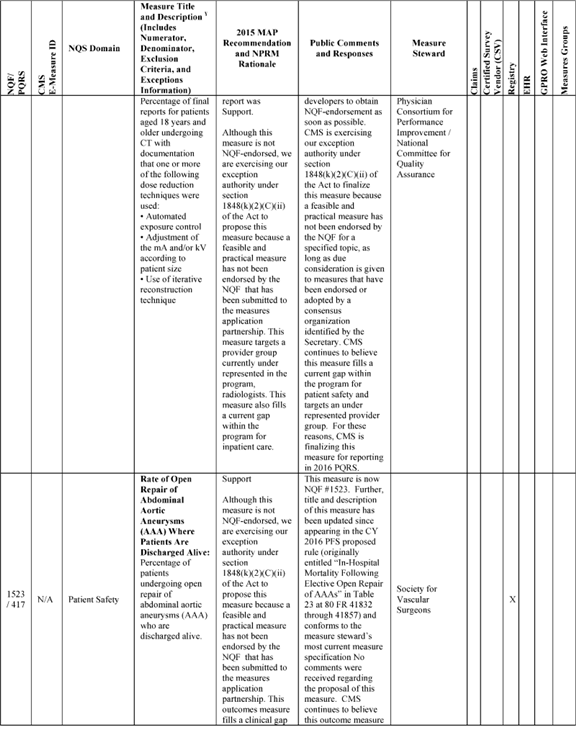 NQF/
PQRS
CMS
E-Measure ID
NQS Domain
Measure Title
and Description ¥
(Includes
Numerator,
Denominator,
Exclusion
Criteria, and
Exceptions
Information)
2015 MAP
Recommendation
and NPRM
Rationale
Public Comments
and Responses
Measure
Steward
Claims
Certified Survey
Vendor (CSV)
Registry
EHR
GPRO Web Interface
Measures Groups
Percentage of final
reports for patients
aged 18 years and
older undergoing
CT with
documentation
that one or more
of the following
dose reduction
techniques were
used:
• Automated
exposure control
• Adjustment of
the mA and/or kV
according to
patient size
• Use of iterative
reconstruction
technique
report was
Support.
Although this
measure is not
NQF-endorsed, we
are exercising our
exception
authority under
section
1848(k)(2)(C)(ii)
of the Act to
propose this
measure because a
feasible and
practical measure
has not been
endorsed by the
NQF that has
been submitted to
the measures
application
partnership. This
measure targets a
provider group
currently under
represented in the
program,
radiologists. This
measure also fills
a current gap
within the
program for
inpatient care.
developers to obtain
NQF-endorsement as
soon as possible.
CMS is exercising
our exception
authority under
section
1848(k)(2)(C)(ii) of
the Act to finalize
this measure because
a feasible and
practical measure has
not been endorsed by
the NQF for a
specified topic, as
long as due
consideration is given
to measures that have
been endorsed or
adopted by a
consensus
organization
identified by the
Secretary. CMS
continues to believe
this measure fills a
current gap within
the program for
patient safety and
targets an under
represented provider
group. For these
reasons, CMS is
finalizing this
measure for reporting
in 2016 PQRS.
Physician
Consortium for
Performance
Improvement /
National
Committee for
Quality
Assurance
1523
/ 417
N/A
Patient Safety
Rate of Open
Repair of
Abdominal
Aortic
Aneurysms
(AAA) Where
Patients Are
Discharged Alive:
Percentage of
patients
undergoing open
repair of
abdominal aortic
aneurysms (AAA)
who are
discharged alive.
Support
Although this
measure is not
NQF-endorsed, we
are exercising our
exception
authority under
section
1848(k)(2)(C)(ii)
of the Act to
propose this
measure because a
feasible and
practical measure
has not been
endorsed by the
NQF that has
been submitted to
the measures
application
partnership. This
outcomes measure
fills a clinical gap
This measure is now
NQF #1523. Further,
title and description
of this measure has
been updated since
appearing in the CY
2016 PFS proposed
rule (originally
entitled “In-Hospital
Mortality Following
Elective Open Repair
of AAAs” in Table
23 at 80 FR 41832
through 41857) and
conforms to the
measure steward’s
most current measure
specification No
comments were
received regarding
the proposal of this
measure. CMS
continues to believe
this outcome measure
Society for
Vascular
Surgeons
X